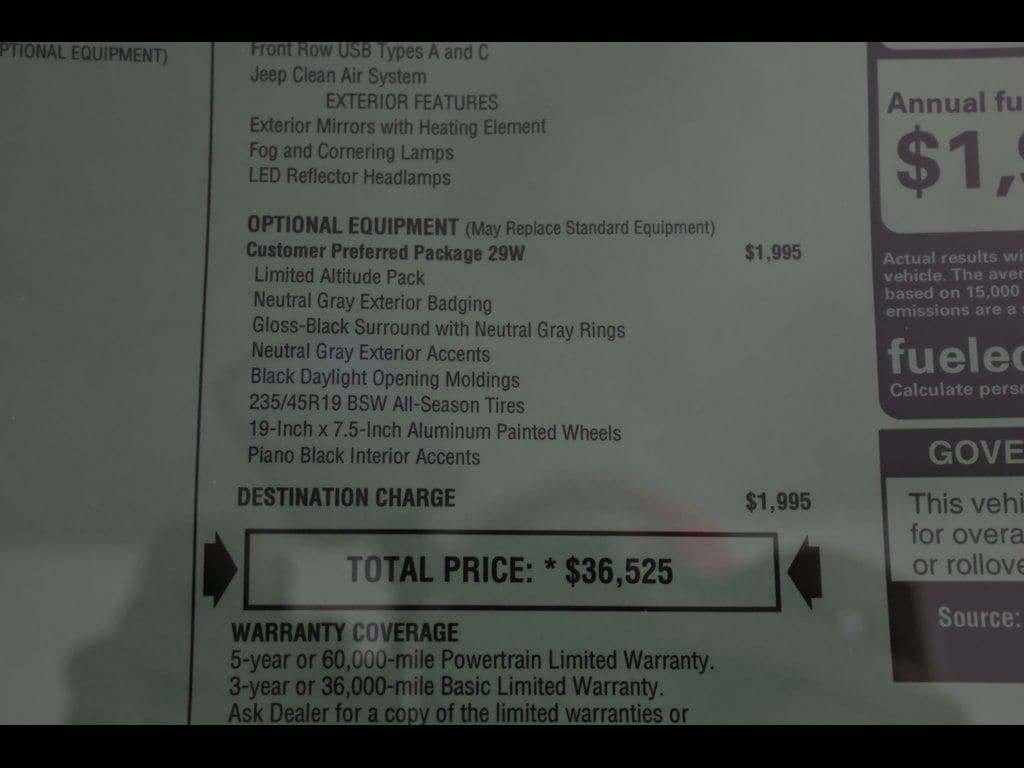 PTIONAL EQUIPMENT)
Front Row USB Types A and C
Jeep Clean Air System
EXTERIOR FEATURES
Exterior Mirrors with Heating Element
Fog and Cornering Lamps
LED Reflector Headlamps
OPTIONAL EQUIPMENT (May Replace Standard Equipment)
Customer Preferred Package 29W $1,995
Limited Altitude Pack
Neutral Gray Exterior Badging
Gloss-Black Surround with Neutral Gray Rings
Neutral Gray Exterior Accents
Black Daylight Opening Moldings
235/45R19 BSW All-Season Tires
19-Inch x 7.5-Inch Aluminum Painted Wheels
Piano Black Interior Accents
DESTINATION CHARGE $1,995
TOTAL PRICE: * $36,525
WARRANTY COVERAGE
5-year or 60,000-mile Powertrain Limited Warranty.
3-year or 36,000-mile Basic Limited Warranty.
Ask Dealer for a copy of the limited warranties or
Annual fu
$1,9
Actual results wi
vehicle. The aver
based on 15,000
emissions are a s
fuelec
Calculate perso
GOVE
This vehi
for overa
or rollove
Source: